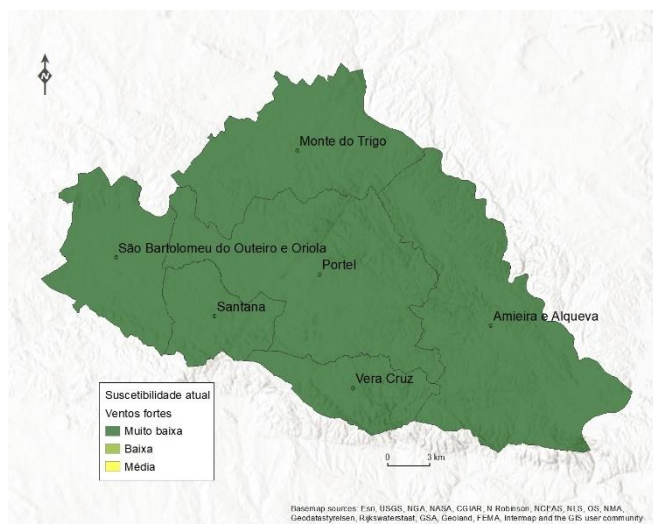 N
Monte do Trigo
São Bartolomeu do Outeiro e Oriola
Portel
Santana
Amieira e Alqueva
Vera Cruz
Suscetibilidade atual
Ventos fortes
Muito baixa
Baixa
Média
0 3 km
Basemap sources: Esri, USGS, NGA, NASA, CGIAR, N Robinson, NCEAS, NLS, OS, NMA,
Geodatastyrelsen, Rijkswaterstaat, GSA, Geoland, FEMA, Intermap and the GIS user community